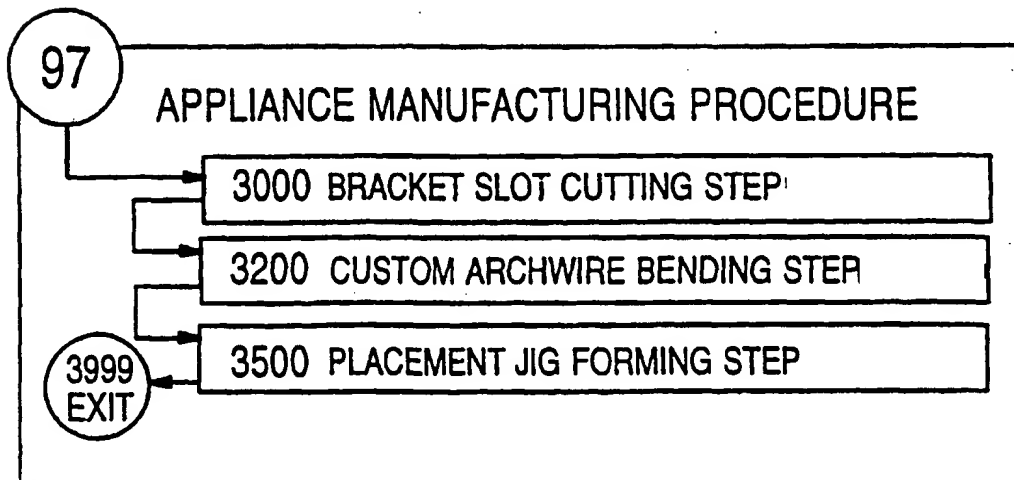 97
APPLIANCE MANUFACTURING PROCEDURE
3000 BRACKET SLOT CUTTING STEP
3200 CUSTOM ARCHWIRE BENDING STEP
3500 PLACEMENT JIG FORMING STEP
3999
EXIT